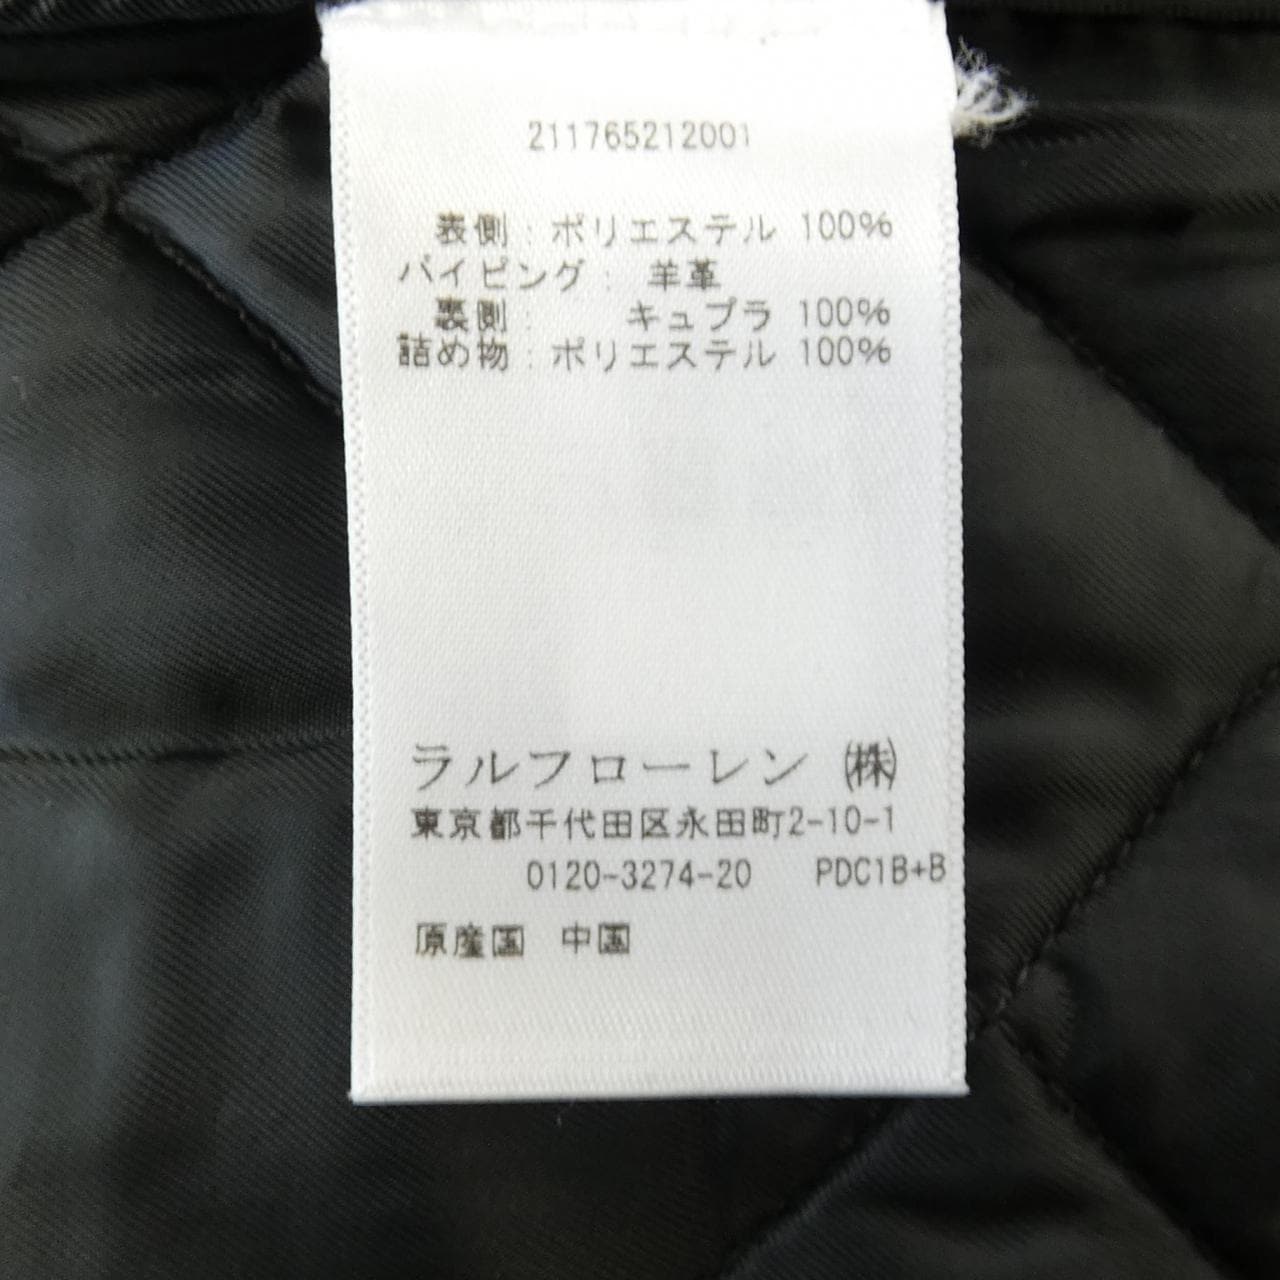 211765212001
表側 : ポリエステル 100%
パイピング : 羊革
裏側 : キュプラ 100%
詰め物 : ポリエステル 100%
ラルフローレン ㈱
東京都千代田区永田町2-10-1
0120-3274-20 PDC1B+B
原産国 中国